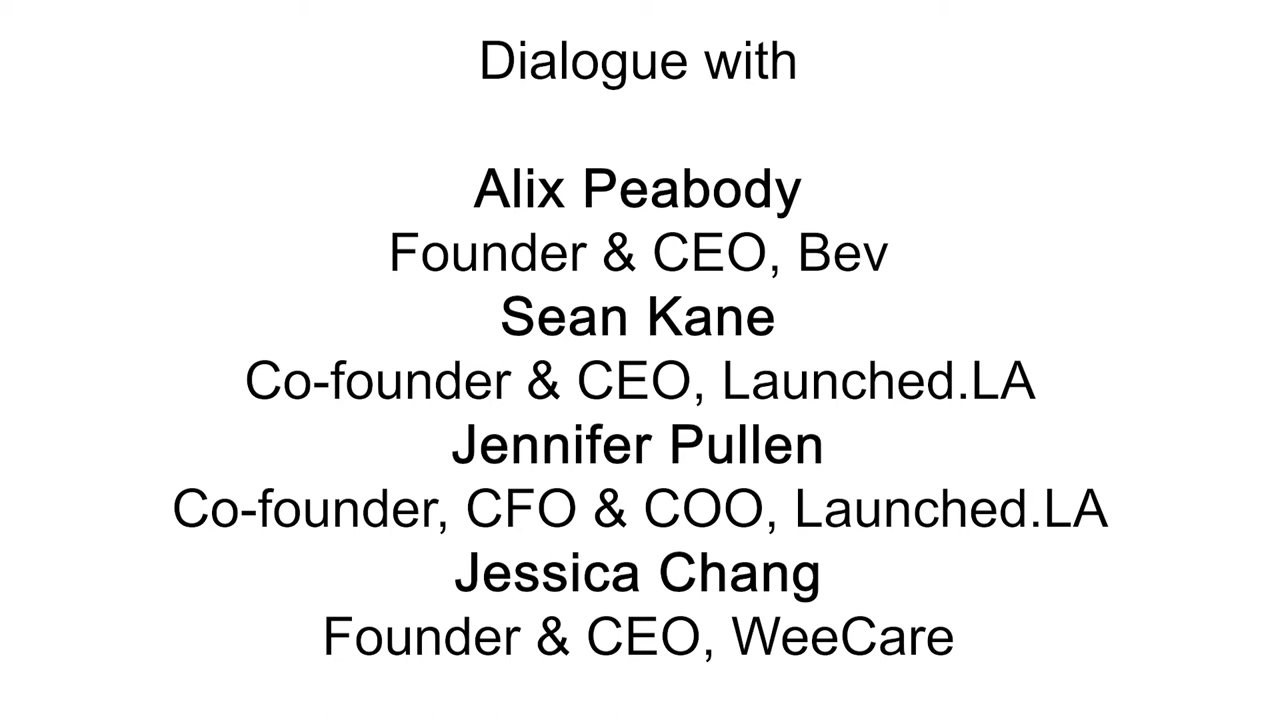 Dialogue with
Alix Peabody
Founder & CEO, Bev
Sean Kane
Co-founder & CEO, Launched.LA
Jennifer Pullen
Co-founder, CFO & COO, Launched.LA
Jessica Chang
Founder & CEO, WeeCare